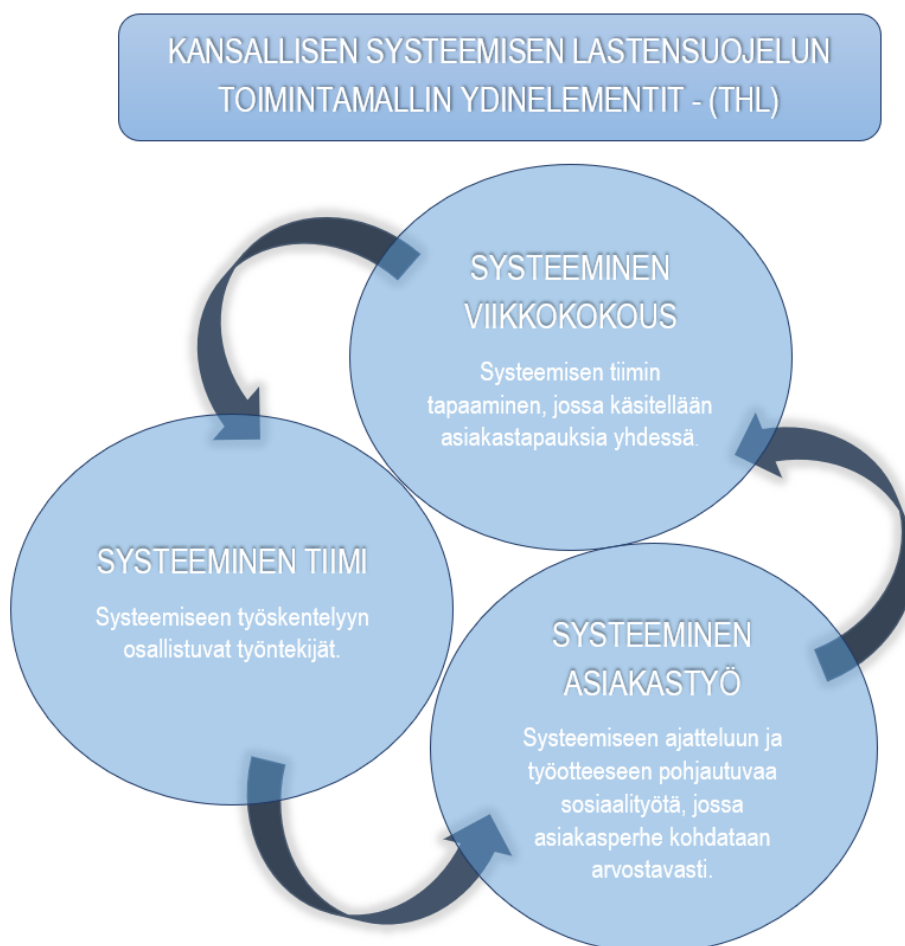 KANSALLISEN SYSTEEMISEN LASTENSUOJELUN
TOIMINTAMALLIN YDINELEMENTIT - (THL)
SYSTEEMINEN
VIIKKOKOKOUS
Systeemisen tiimin
tapaaminen, jossa käsitellään
asiakastapauksia yhdessä.
SYSTEEMINEN TIIMI
Systeemiseen työskentelyyn
osallistuvat työntekijät.
SYSTEEMINEN
ASIAKASTYÖ
Systeemiseen ajatteluun ja
työotteeseen pohjautuvaa
sosiaalityötä, jossa
asiakasperhe kohdataan
arvostavasti.